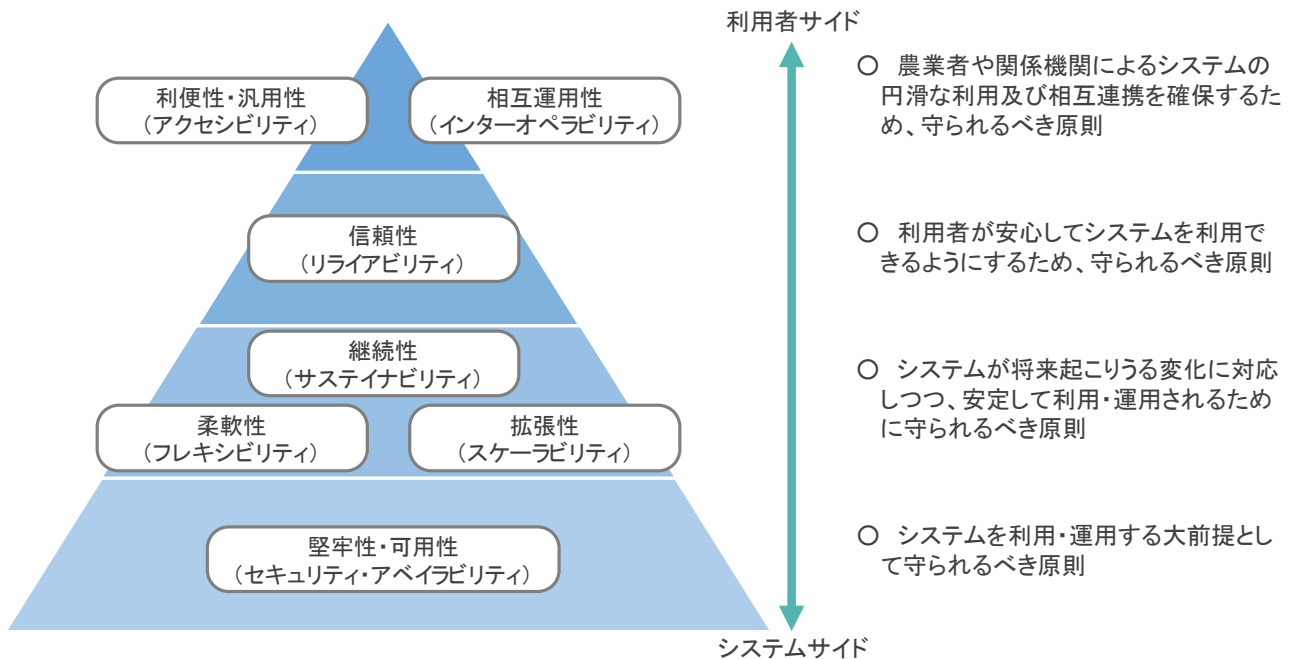 利用者サイド
利便性・汎用性
（アクセシビリティ）
相互運用性
（インターオペラビリティ）
○　農業者や関係機関によるシステムの
円滑な利用及び相互連携を確保するた
め、守られるべき原則
信頼性
（リライアビリティ）
○　利用者が安心してシステムを利用で
きるようにするため、守られるべき原則
継続性
（サステイナビリティ）
柔軟性
（フレキシビリティ）
拡張性
（スケーラビリティ）
○　システムが将来起こりうる変化に対応
しつつ、安定して利用・運用されるため
に守られるべき原則
堅牢性・可用性
（セキュリティ・アベイラビリティ）
○　システムを利用・運用する大前提とし
て守られるべき原則
システムサイド